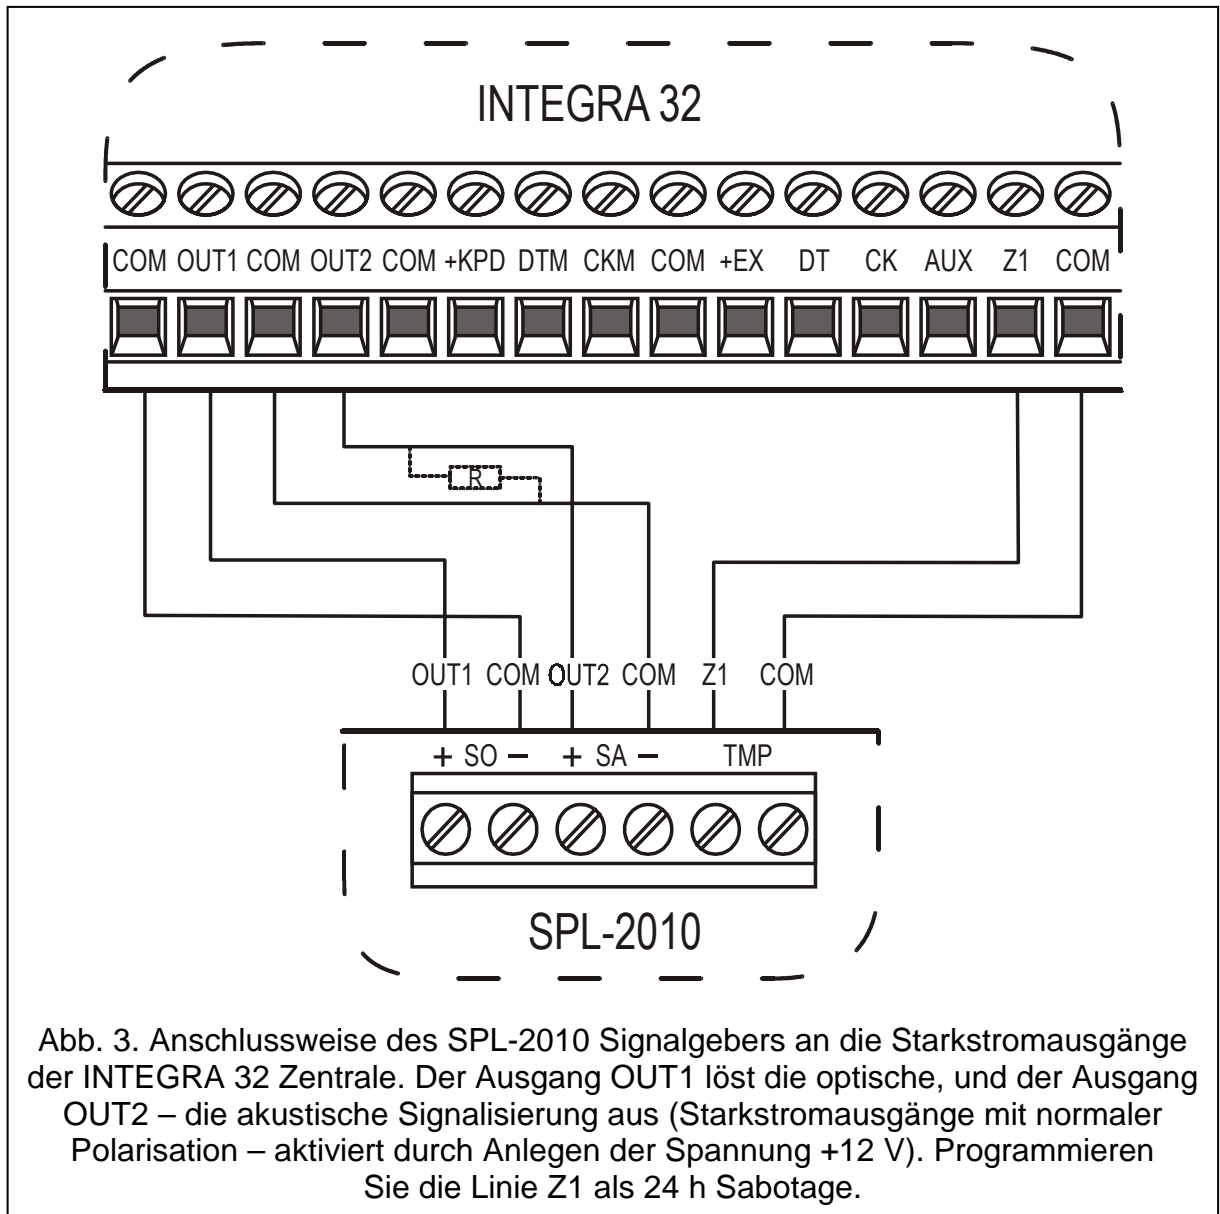 INTEGRA 32
COM OUT1 COM OUT2 COM +KPD DTM CKM COM +EX DT CK AUX Z1 COM
R
OUT1 COM OUT2 COM Z1 COM
+ SO − + SA − TMP
SPL-2010
Abb. 3. Anschlussweise des SPL-2010 Signalgebers an die Starkstromausgänge
der INTEGRA 32 Zentrale. Der Ausgang OUT1 löst die optische, und der Ausgang
OUT2 – die akustische Signalisierung aus (Starkstromausgänge mit normaler
Polarisation – aktiviert durch Anlegen der Spannung +12 V). Programmieren
Sie die Linie Z1 als 24 h Sabotage.